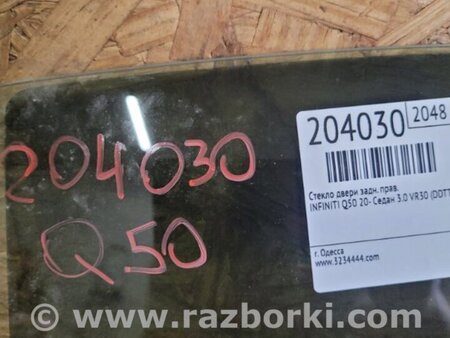 204030
Q50
204030 2048
Стекло двери задн. прав.
INFINITI Q50 20- Седан 3.0 VR30 (DDTT
г. Одесса
www.3234444.com
www.razborki.com